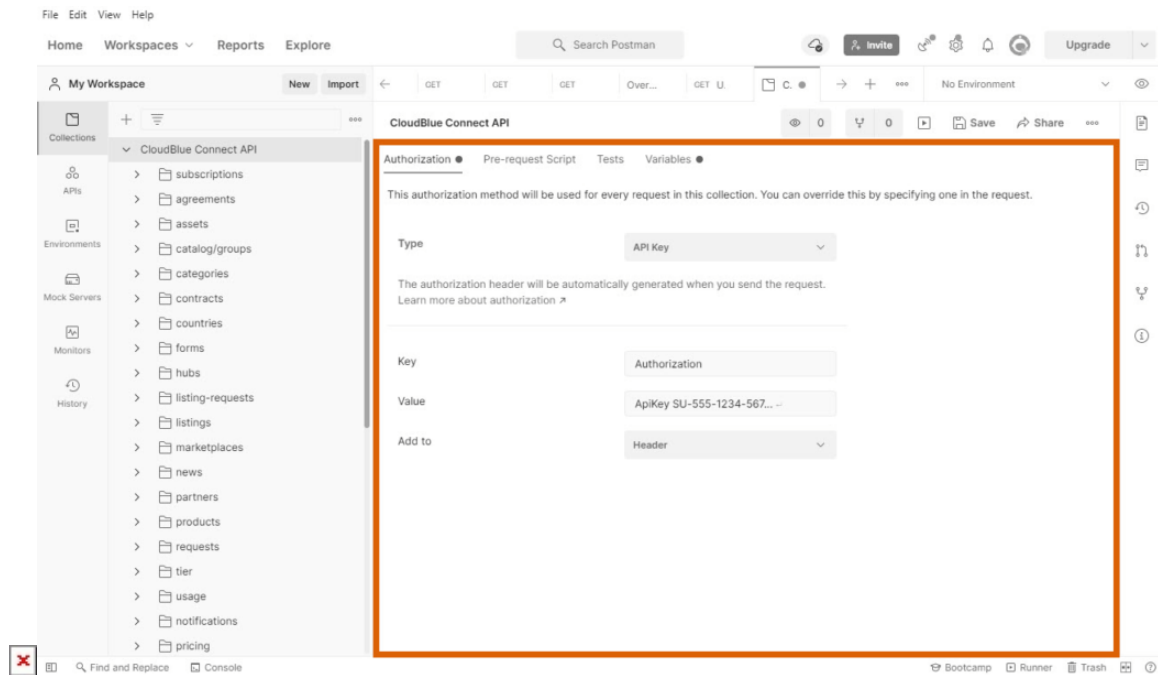 File Edit View Help
Home Workspaces Reports Explore Search Postman Invite Upgrade
My Workspace New Import GET GET GET Over... GET U. C. No Environment
Collections
CloudBlue Connect API 0 0 Save Share
CloudBlue Connect API
Authorization Pre-request Script Tests Variables
subscriptions
APIs
agreements
This authorization method will be used for every request in this collection. You can override this by specifying one in the request.
assets
Environments
catalog/groups
Type API Key
categories
The authorization header will be automatically generated when you send the request.
Learn more about authorization
Mock Servers
contracts
countries
Monitors
forms
Key Authorization
hubs
History
listing-requests
Value ApiKey SU-555-1234-567...
listings
marketplaces
Add to Header
news
partners
products
requests
tier
usage
notifications
pricing
Find and Replace Console Bootcamp Runner Trash